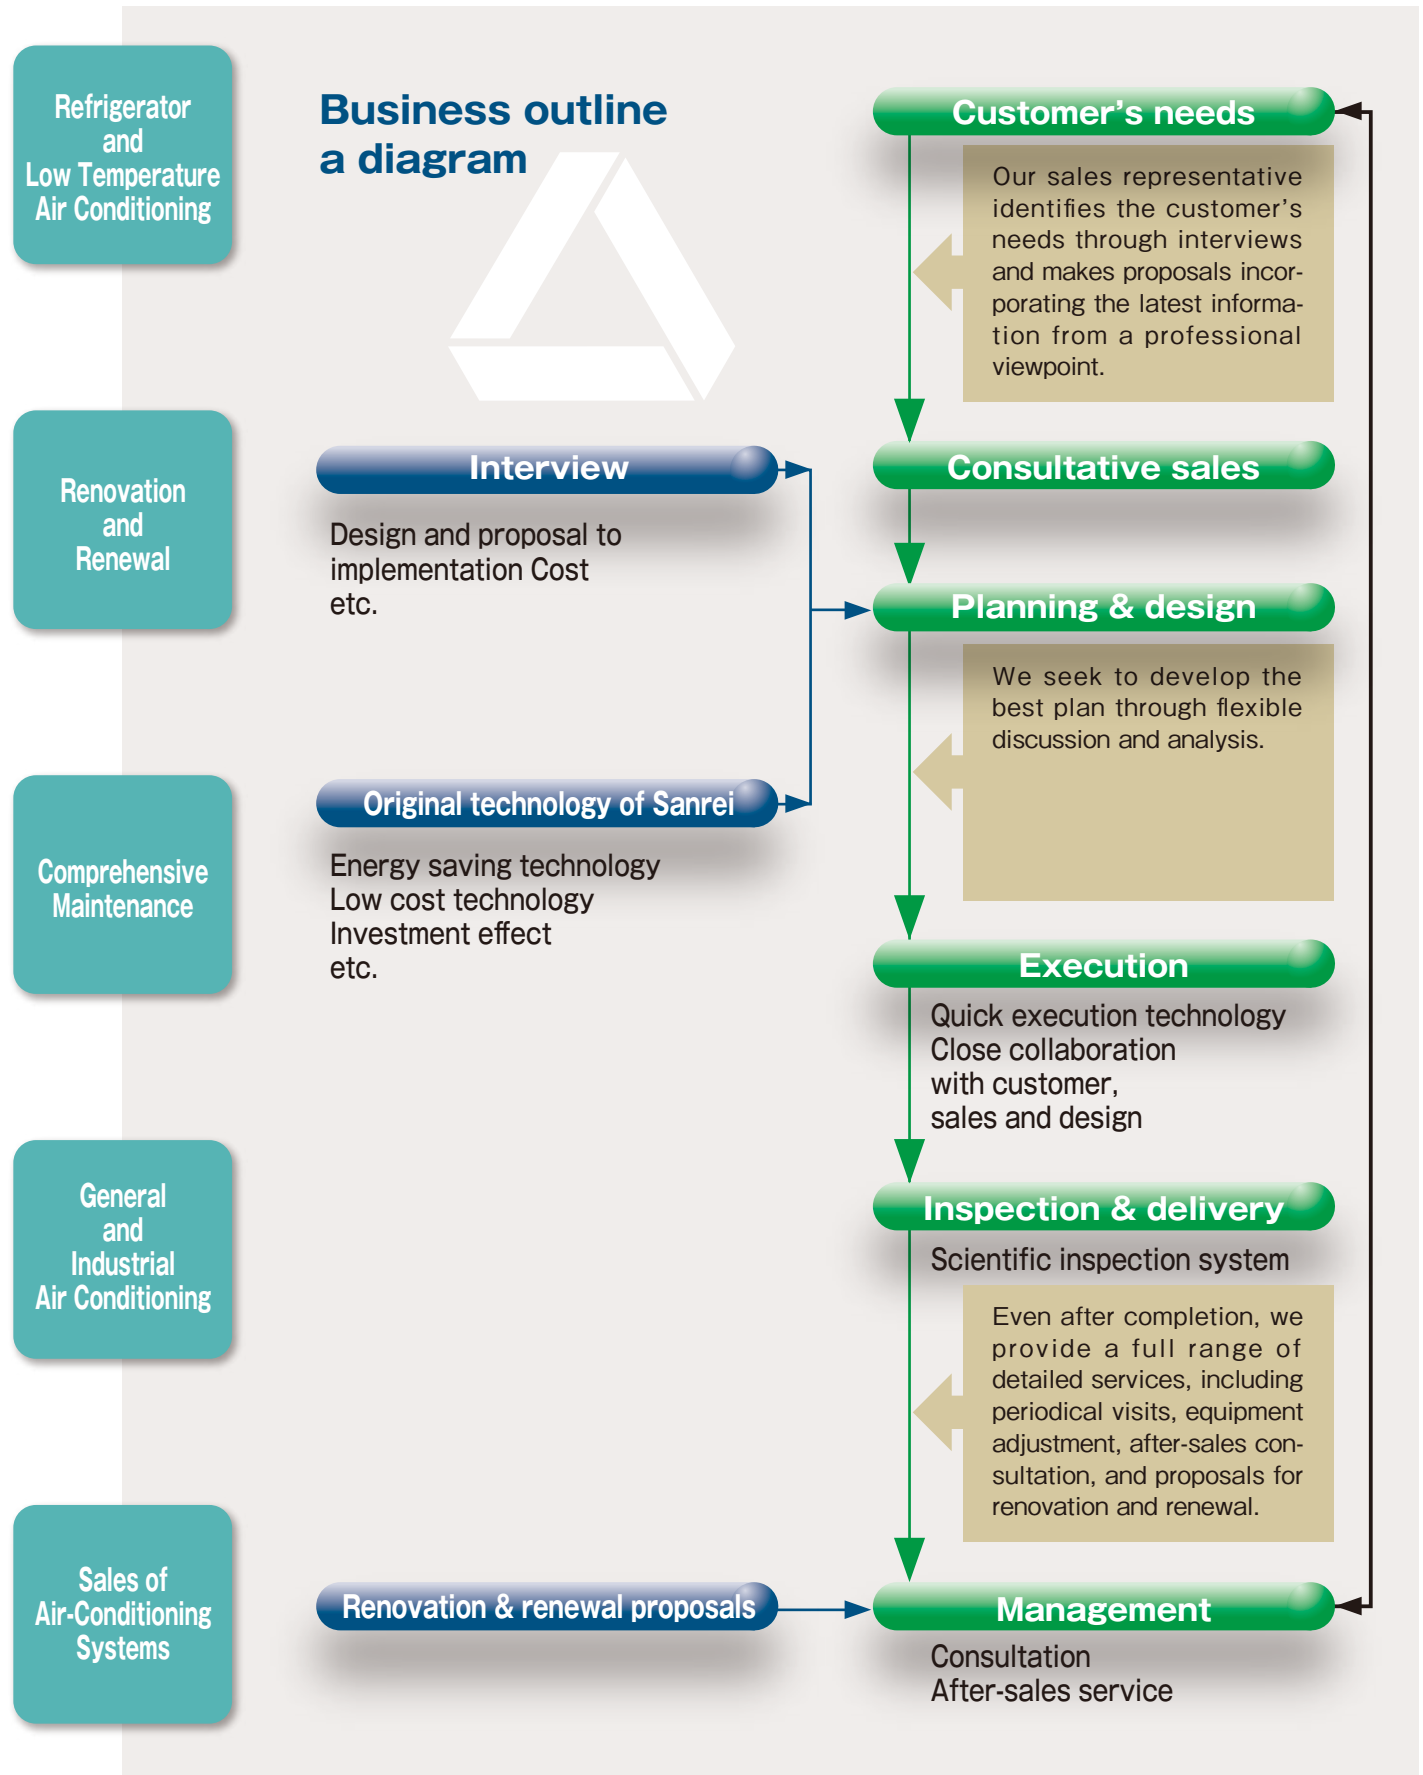 Refrigerator
and
Low Temperature
Air Conditioning
Renovation
and
Renewal
Comprehensive
Maintenance
General
and
Industrial
Air Conditioning
Sales of
Air-Conditioning
Systems
Business outline
a diagram
Interview
Design and proposal to
implementation Cost
etc.
Original technology of Sanrei
Energy saving technology
Low cost technology
Investment effect
etc.
Renovation & renewal proposals
Customer’s needs
Our sales representative
identifies the customer’s
needs through interviews
and makes proposals incor-
porating the latest informa-
tion from a professional
viewpoint.
Consultative sales
Planning & design
We seek to develop the
best plan through flexible
discussion and analysis.
Execution
Quick execution technology
Close collaboration
with customer,
sales and design
Inspection & delivery
Scientific inspection system
Even after completion, we
provide a full range of
detailed services, including
periodical visits, equipment
adjustment, after-sales con-
sultation, and proposals for
renovation and renewal.
Management
Consultation
After-sales service